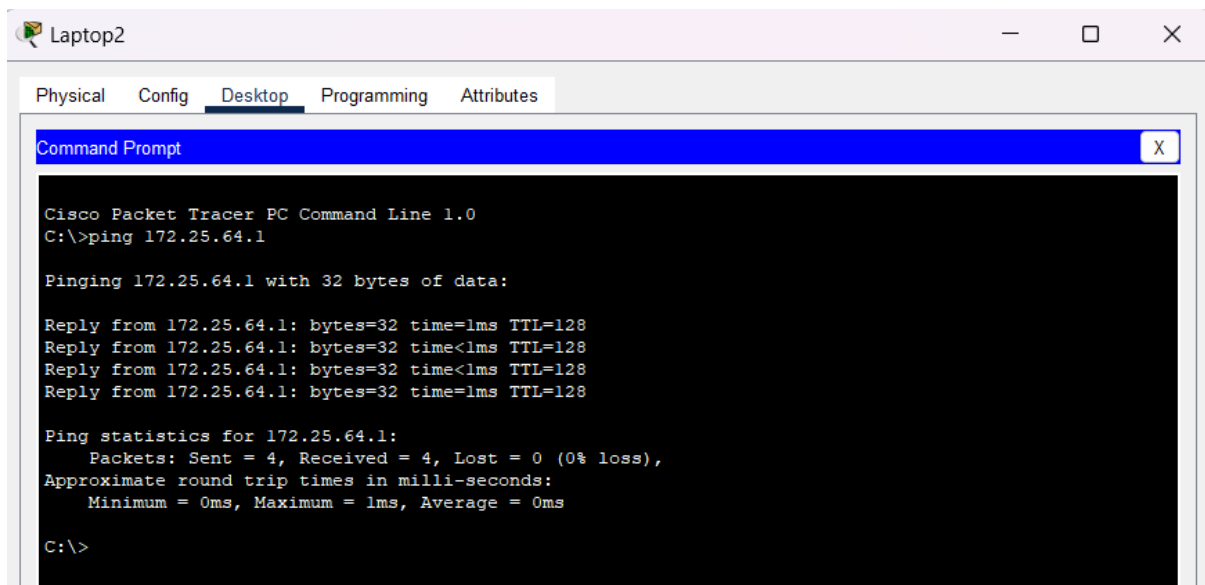 Laptop2
Physical Config Desktop Programming Attributes
Command Prompt X
Cisco Packet Tracer PC Command Line 1.0
C:\>ping 172.25.64.1
Pinging 172.25.64.1 with 32 bytes of data:
Reply from 172.25.64.1: bytes=32 time=1ms TTL=128
Reply from 172.25.64.1: bytes=32 time<1ms TTL=128
Reply from 172.25.64.1: bytes=32 time<1ms TTL=128
Reply from 172.25.64.1: bytes=32 time=1ms TTL=128
Ping statistics for 172.25.64.1:
Packets: Sent = 4, Received = 4, Lost = 0 (0% loss),
Approximate round trip times in milli-seconds:
Minimum = 0ms, Maximum = 1ms, Average = 0ms
C:\>